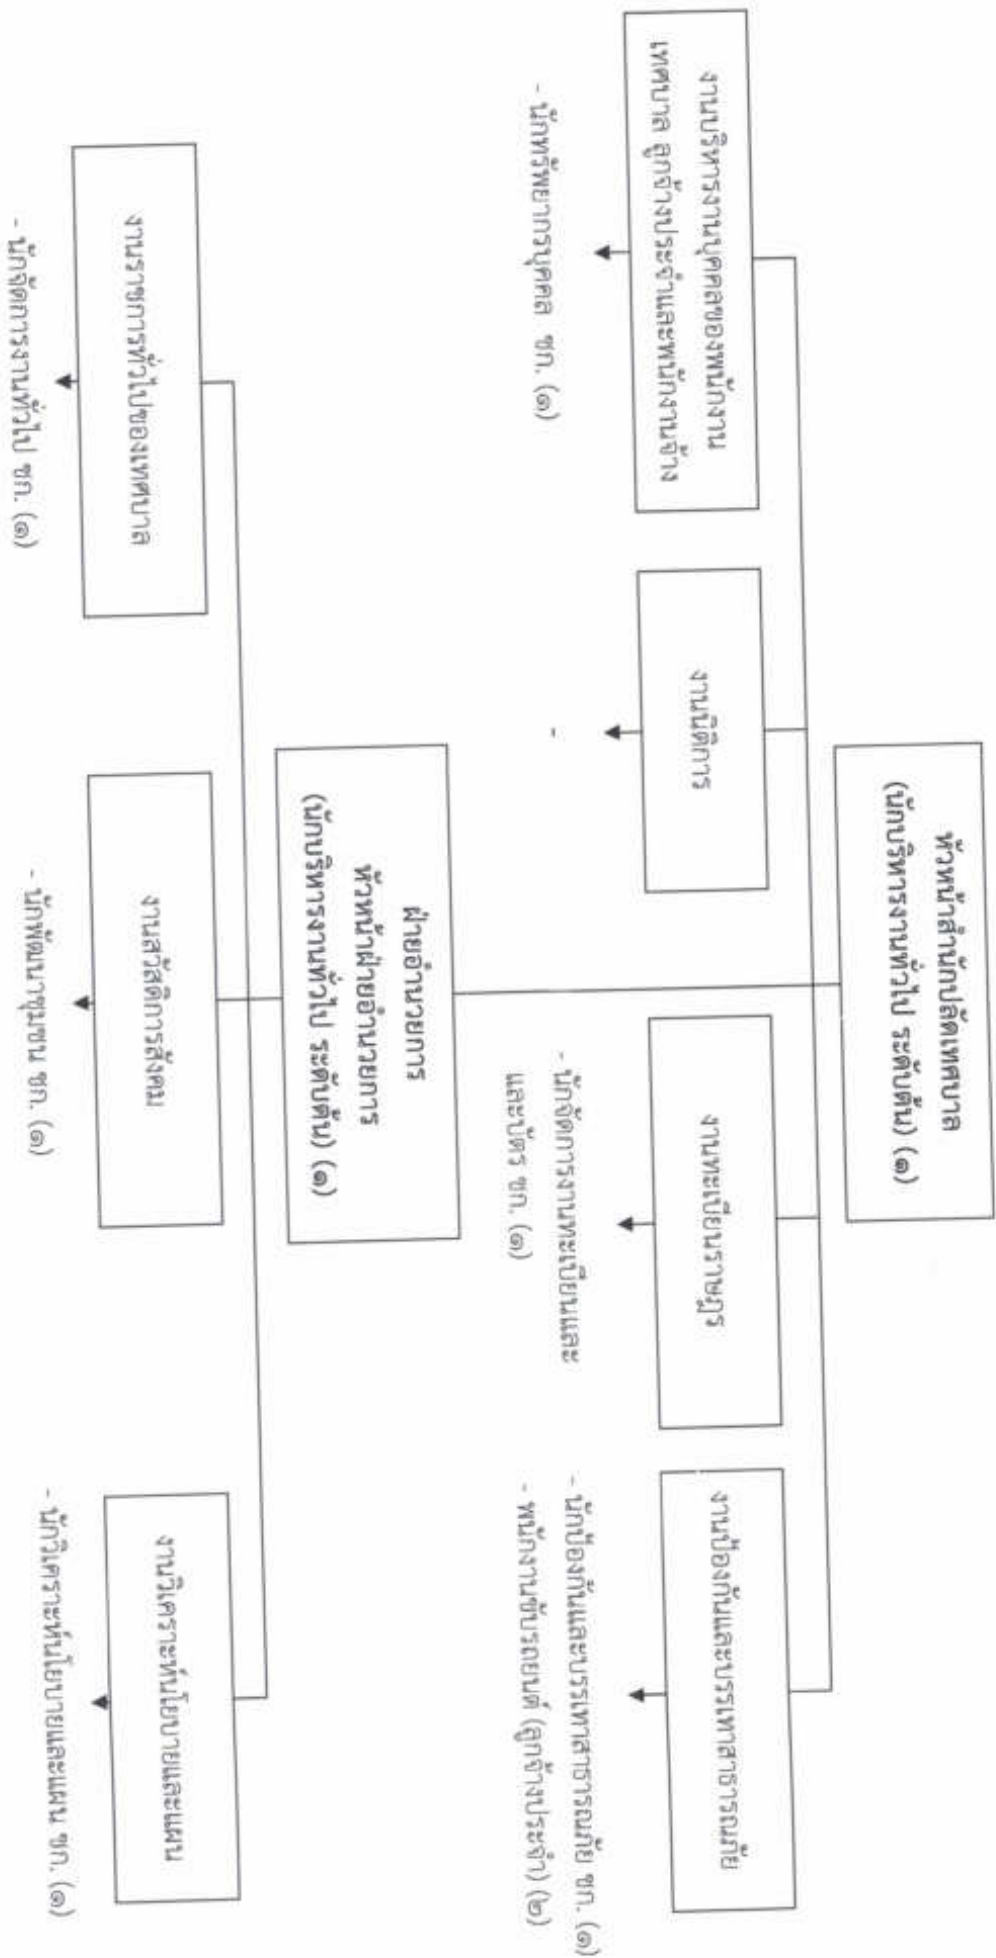 หัวหน้าสำนักปลัดเทศบาล
(นักบริหารงานทั่วไป ระดับต้น) (๑)
งานบริหารงานบุคคลของพนักงาน
เทศบาล ลูกจ้างประจำและพนักงานจ้าง
งานนิติการ
งานทะเบียนราษฎร
งานป้องกันและบรรเทาสาธารณภัย
- นักทรัพยากรบุคคล ชก. (๑)
-
- นักจัดการงานทะเบียนและ
และบัตร ชก. (๑)
- นักป้องกันและบรรเทาสาธารณภัย ชก. (๑)
- พนักงานขับรถยนต์ (ลูกจ้างประจำ) (๒)
ฝ่ายอำนวยการ
หัวหน้าฝ่ายอำนวยการ
(นักบริหารงานทั่วไป ระดับต้น) (๑)
งานราชการทั่วไปของเทศบาล
งานสวัสดิการสังคม
งานวิเคราะห์นโยบายและแผน
- นักจัดการงานทั่วไป ชก. (๑)
- นักพัฒนาชุมชน ชก. (๑)
- นักวิเคราะห์นโยบายและแผน ชก. (๑)